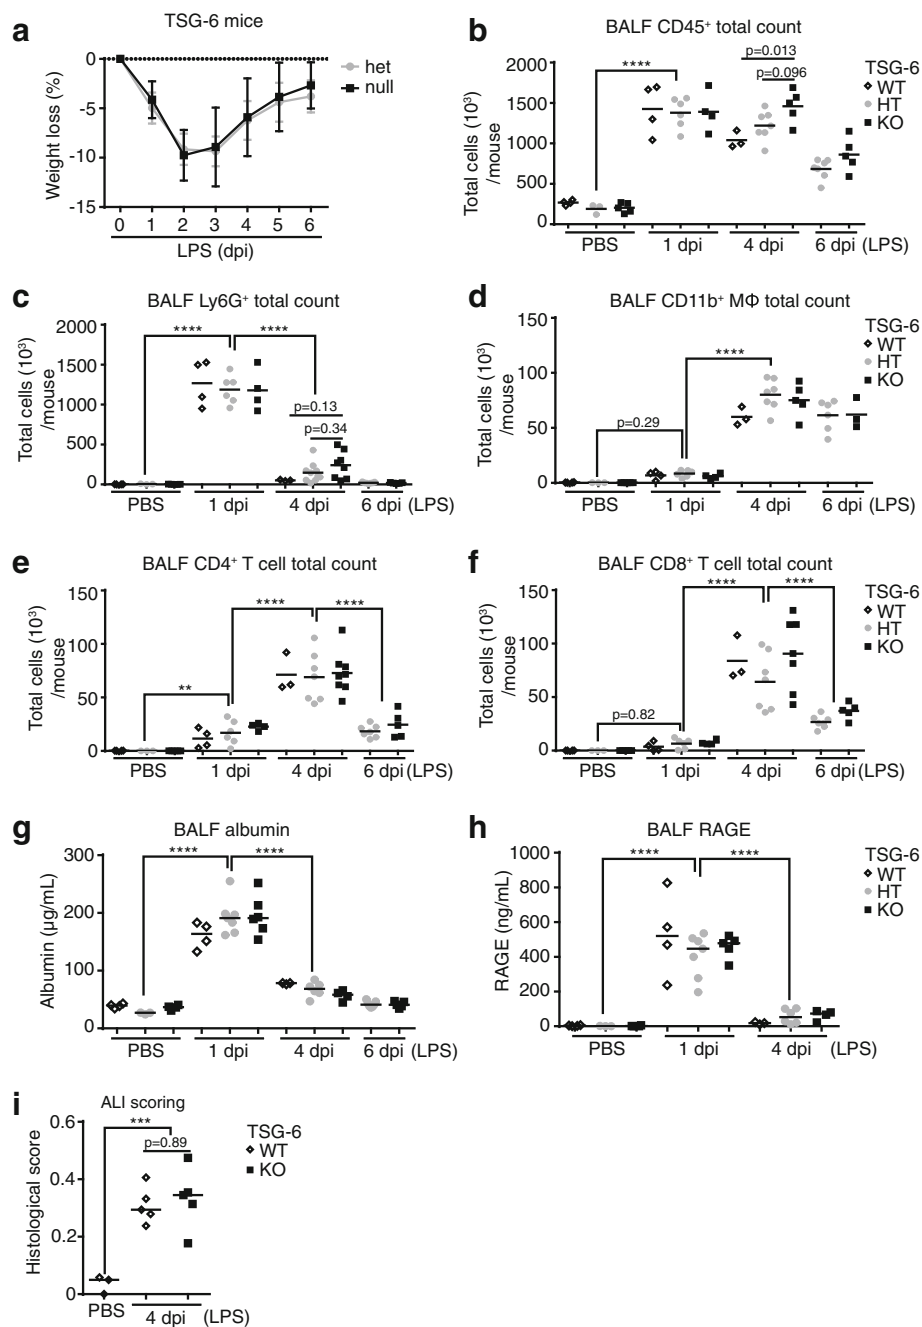 a
TSG-6 mice
0
-5
-10
-15
Weight loss (%)
het
null
0 1 2 3 4 5 6
LPS (dpi)
b
BALF CD45⁺ total count
2000
1500
1000
500
0
Total cells (10³)
/mouse
****
p=0.013
p=0.096
TSG-6
WT
HT
KO
PBS 1 dpi 4 dpi 6 dpi (LPS)
c
BALF Ly6G⁺ total count
2000
1500
1000
500
0
Total cells (10³)
/mouse
**** ****
p=0.13
p=0.34
PBS 1 dpi 4 dpi 6 dpi (LPS)
d
BALF CD11b⁺ MΦ total count
150
100
50
0
Total cells (10³)
/mouse
****
p=0.29
TSG-6
WT
HT
KO
PBS 1 dpi 4 dpi 6 dpi (LPS)
e
BALF CD4⁺ T cell total count
150
100
50
0
Total cells (10³)
/mouse
**** ****
**
PBS 1 dpi 4 dpi 6 dpi (LPS)
f
BALF CD8⁺ T cell total count
150
100
50
0
Total cells (10³)
/mouse
**** ****
p=0.82
TSG-6
WT
HT
KO
PBS 1 dpi 4 dpi 6 dpi (LPS)
g
BALF albumin
300
200
100
0
Albumin (µg/mL)
**** ****
PBS 1 dpi 4 dpi 6 dpi (LPS)
h
BALF RAGE
1000
800
600
400
200
0
RAGE (ng/mL)
**** ****
TSG-6
WT
HT
KO
PBS 1 dpi 4 dpi (LPS)
i
ALI scoring
0.6
0.4
0.2
0
Histological score
***
p=0.89
TSG-6
WT
KO
PBS 4 dpi (LPS)